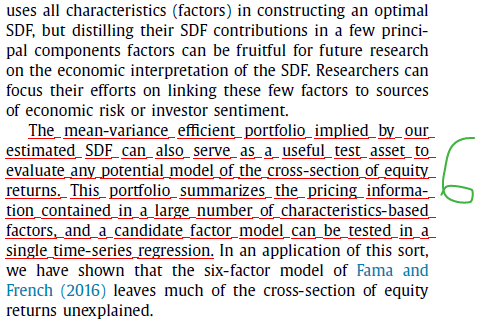 uses all characteristics (factors) in constructing an optimal
SDF, but distilling their SDF contributions in a few princi-
pal components factors can be fruitful for future research
on the economic interpretation of the SDF. Researchers can
focus their efforts on linking these few factors to sources
of economic risk or investor sentiment.
The mean-variance efficient portfolio implied by our
estimated SDF can also serve as a useful test asset to
evaluate any potential model of the cross-section of equity
returns. This portfolio summarizes the pricing informa-
tion contained in a large number of characteristics-based
factors, and a candidate factor model can be tested in a
single time-series regression. In an application of this sort,
we have shown that the six-factor model of Fama and
French (2016) leaves much of the cross-section of equity
returns unexplained.